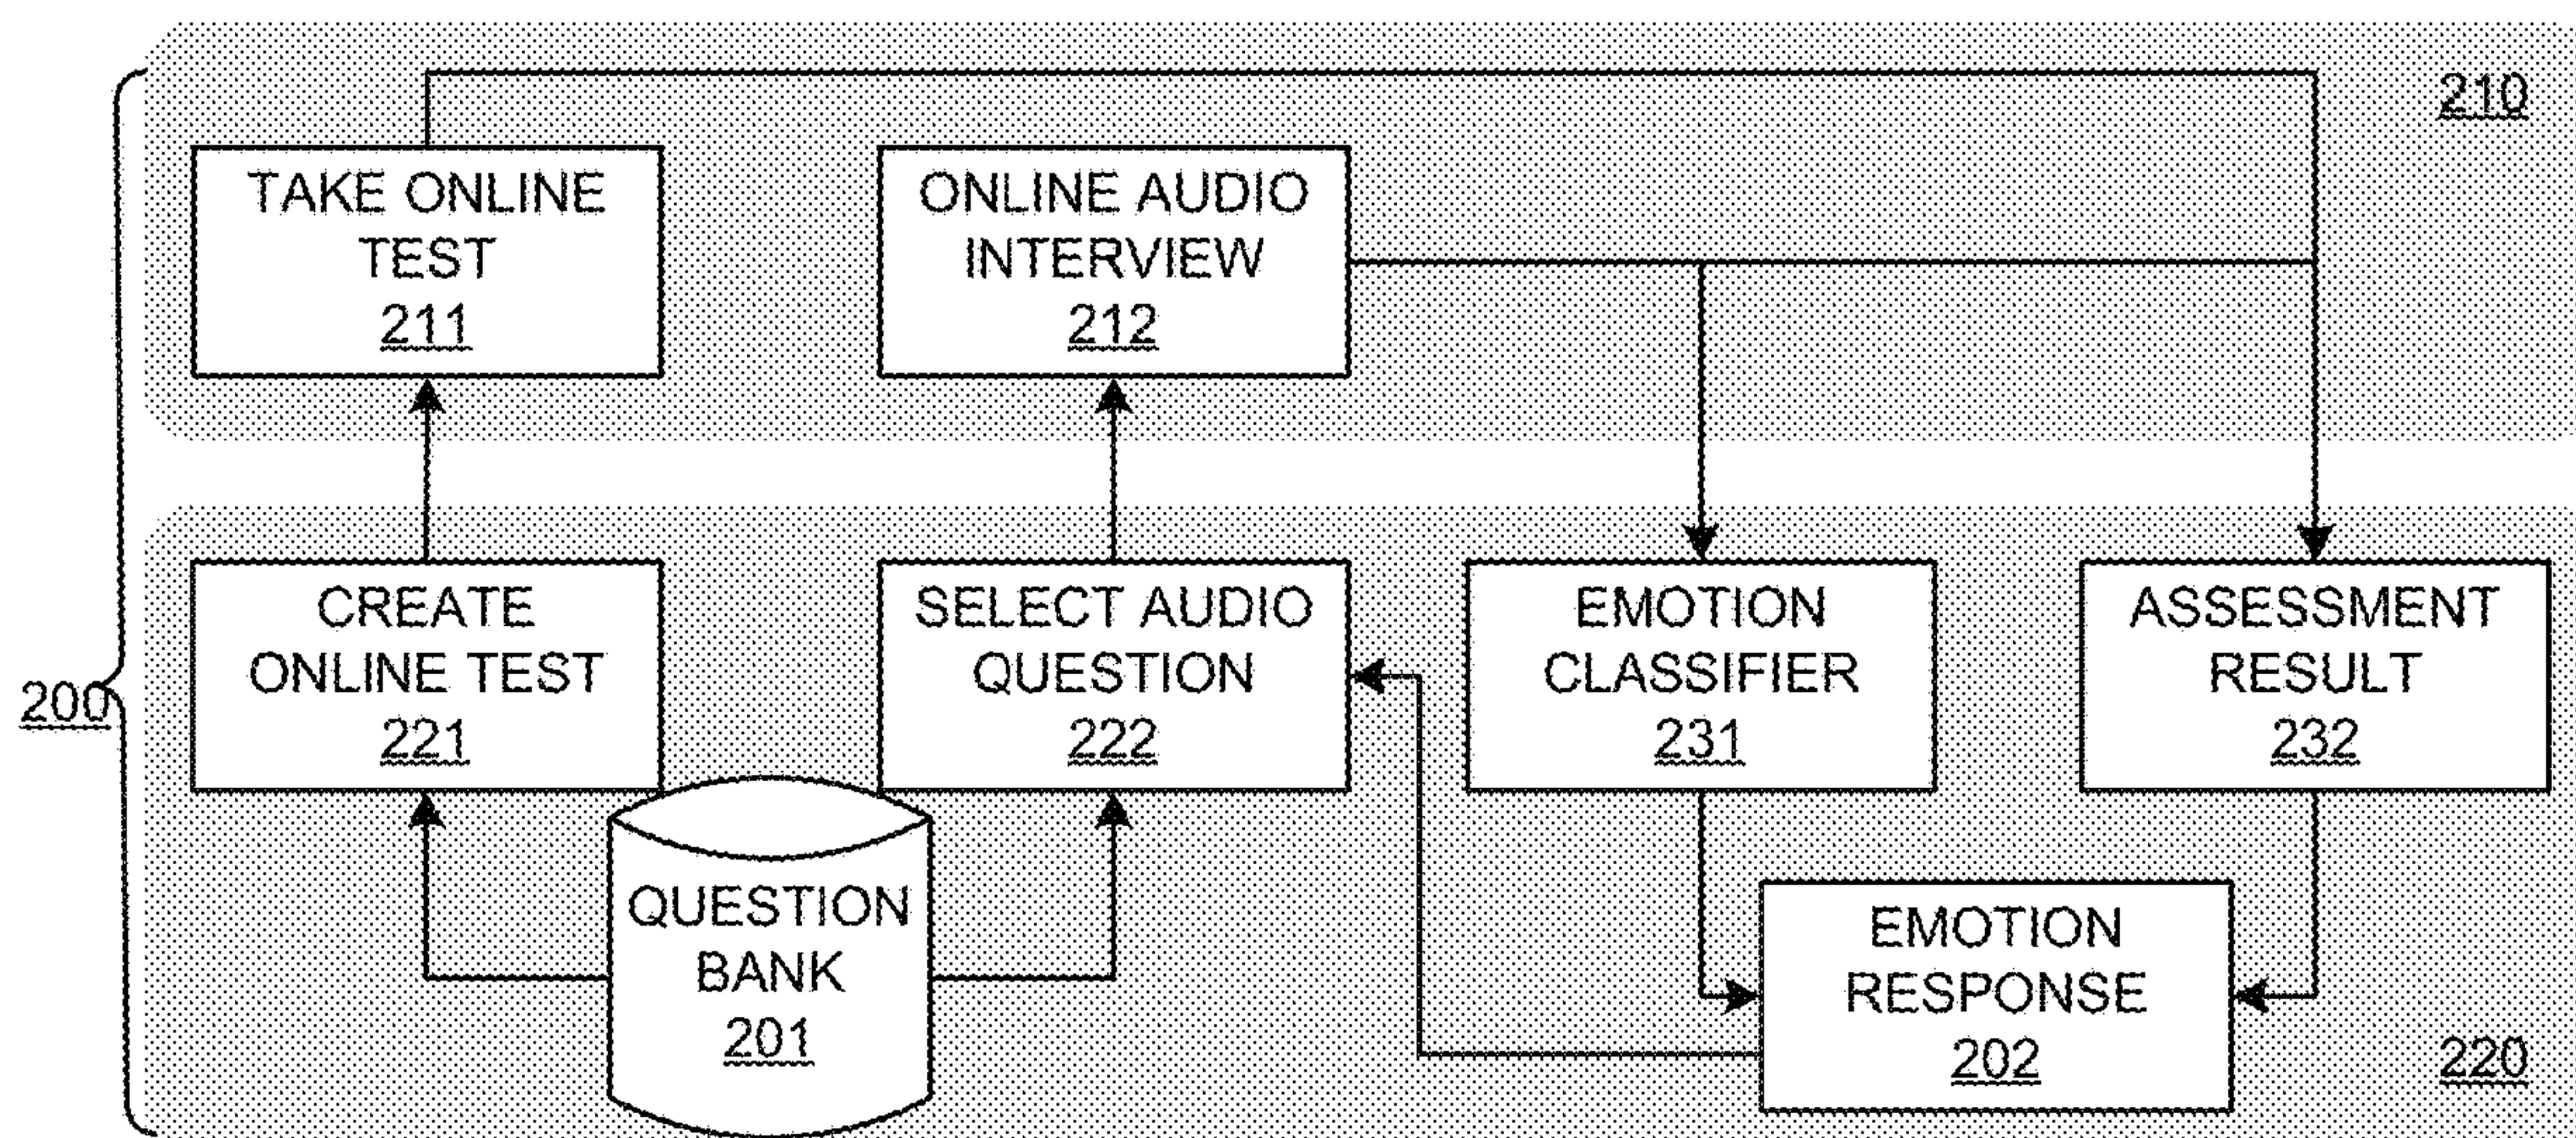 210
TAKE ONLINE
TEST
211
ONLINE AUDIO
INTERVIEW
212
200
CREATE
ONLINE TEST
221
SELECT AUDIO
QUESTION
222
EMOTION
CLASSIFIER
231
ASSESSMENT
RESULT
232
QUESTION
BANK
201
EMOTION
RESPONSE
202
220